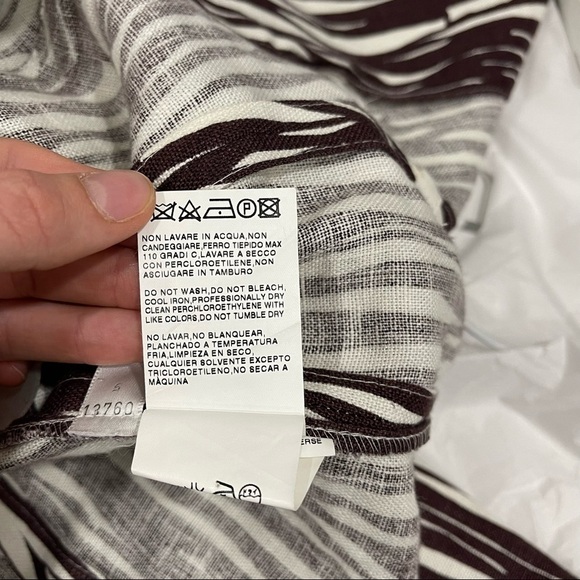 NON LAVARE IN ACQUA,NON
CANDEGGIARE,FERRO TIEPIDO MAX
110 GRADI C,LAVARE A SECCO
CON PERCLOROETILENE,NON
ASCIUGARE IN TAMBURO
DO NOT WASH,DO NOT BLEACH,
COOL IRON,PROFESSIONALLY DRY
CLEAN PERCHLOROETHYLENE WITH
LIKE COLORS,DO NOT TUMBLE DRY
NO LAVAR,NO BLANQUEAR,
PLANCHADO A TEMPERATURA
FRIA,LIMPIEZA EN SECO,
CUALQUIER SOLVENTE EXCEPTO
TRICLOROETILENO,NO SECAR A
MÁQUINA
5
13760
ERSE